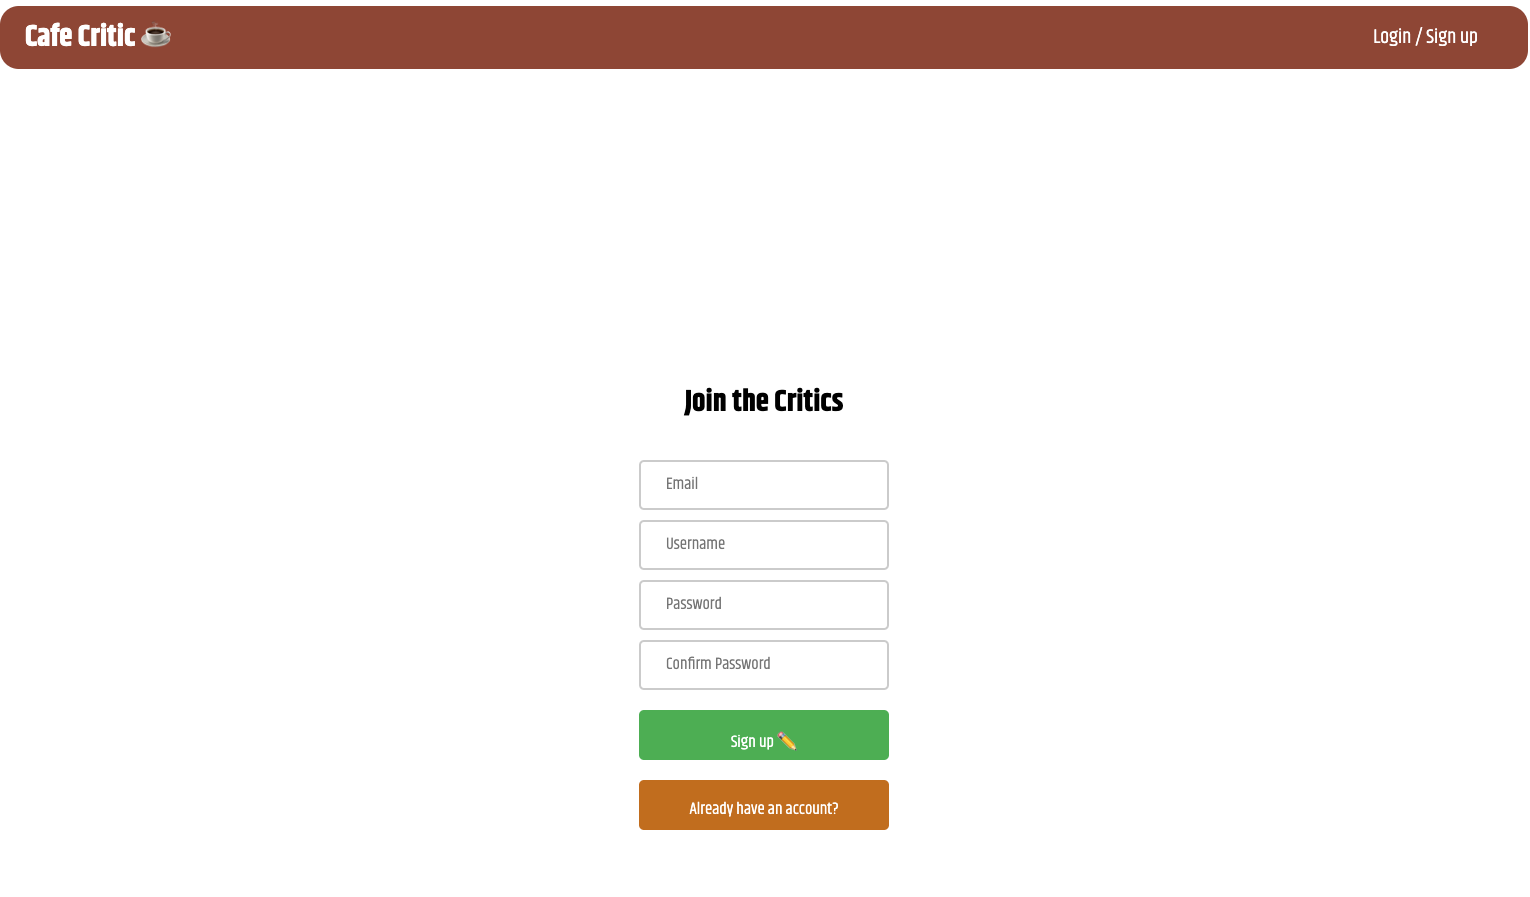 Cafe Critic ☕
Login / Sign up
Join the Critics
Email
Username
Password
Confirm Password
Sign up ✏️
Already have an account?